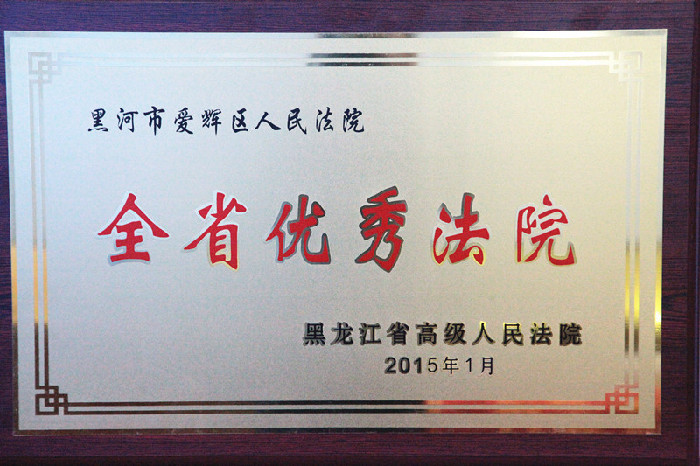 黑河市爱辉区人民法院
全省优秀法院
黑龙江省高级人民法院
2015年1月